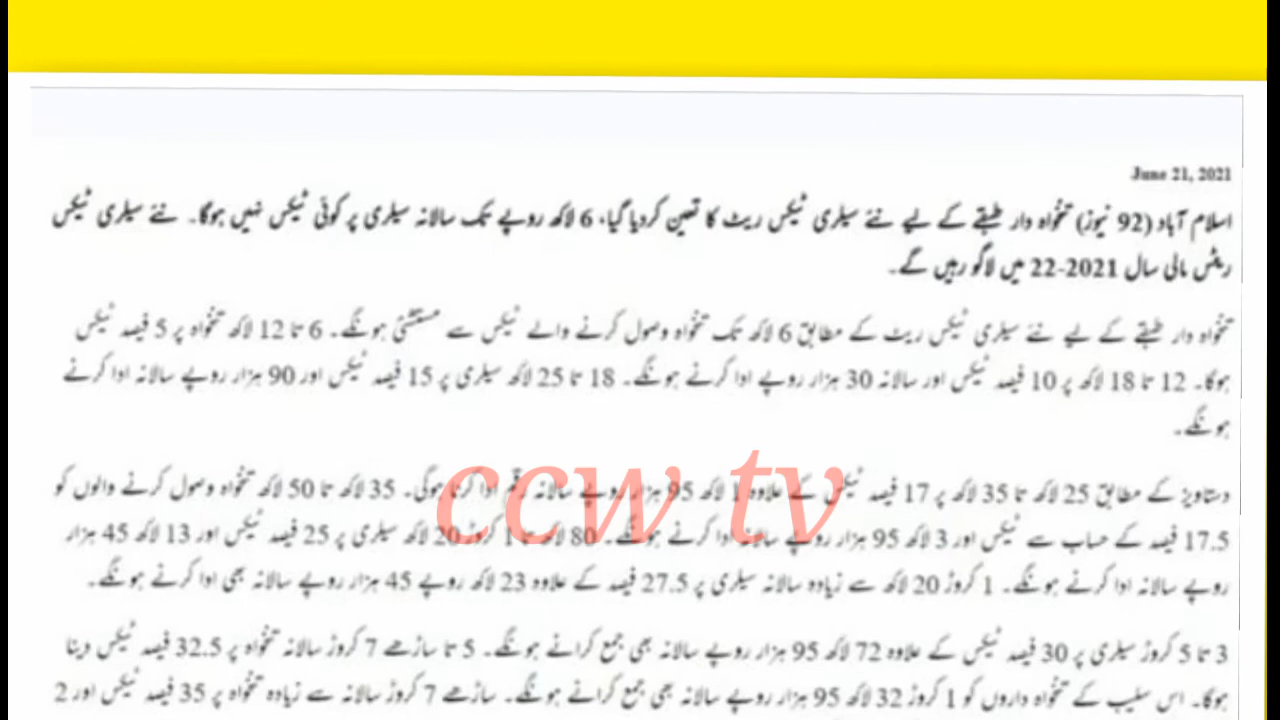 June 21, 2021
اسلام آباد (92 نیوز) تنخواہ دار طبقے کے لیے نئے سیلری ٹیکس ریٹ کا تعین کردیا گیا، 6 لاکھ روپے تک سالانہ سیلری پر کوئی ٹیکس نہیں ہوگا۔ نئے سیلری ٹیکس
ریٹس مالی سال 2021-22 میں لاگو رہیں گے۔
تنخواہ دار طبقے کے لیے نئے سیلری ٹیکس ریٹ کے مطابق 6 لاکھ تک تنخواہ وصول کرنے والے ٹیکس سے مستثنیٰ ہونگے۔ 6 تا 12 لاکھ تنخواہ پر 5 فیصد ٹیکس
ہوگا۔ 12 تا 18 لاکھ پر 10 فیصد ٹیکس اور سالانہ 30 ہزار روپے ادا کرنے ہونگے۔ 18 تا 25 لاکھ سیلری پر 15 فیصد ٹیکس اور 90 ہزار روپے سالانہ ادا کرنے
ہونگے۔
دستاویز کے مطابق 25 لاکھ تا 35 لاکھ پر 17 فیصد ٹیکس کے علاوہ 1 لاکھ 95 ہزار روپے سالانہ رقم ادا کرنا ہوگی۔ 35 لاکھ تا 50 لاکھ تنخواہ وصول کرنے والوں کو
17.5 فیصد کے حساب سے ٹیکس اور 3 لاکھ 95 ہزار روپے سالانہ ادا کرنے ہونگے۔ 80 لاکھ تا 1 کروڑ 20 لاکھ سیلری پر 25 فیصد ٹیکس اور 13 لاکھ 45 ہزار
روپے سالانہ ادا کرنے ہونگے۔ 1 کروڑ 20 لاکھ سے زیادہ سالانہ سیلری پر 27.5 فیصد کے علاوہ 23 لاکھ روپے 45 ہزار روپے سالانہ بھی ادا کرنے ہونگے۔
ccw tv
3 تا 5 کروڑ سیلری پر 30 فیصد ٹیکس کے علاوہ 72 لاکھ 95 ہزار روپے سالانہ بھی جمع کرانے ہونگے۔ 5 تا ساڑھے 7 کروڑ سالانہ تنخواہ پر 32.5 فیصد ٹیکس دینا
ہوگا۔ اس سلیب کے تنخواہ داروں کو 1 کروڑ 32 لاکھ 95 ہزار روپے سالانہ بھی جمع کرانے ہونگے۔ ساڑھے 7 کروڑ سالانہ سے زیادہ تنخواہ پر 35 فیصد ٹیکس اور 2